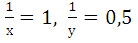 1/x = 1, 1/y = 0,5